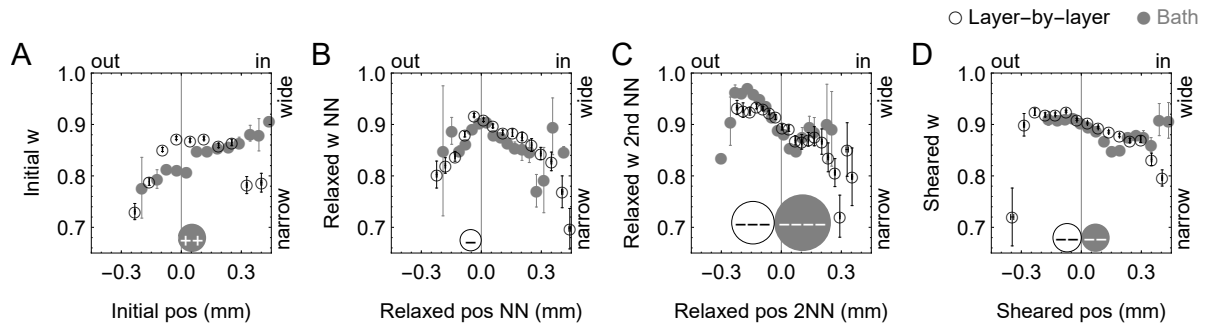 Layer−by−layer Bath
A
out in
1.0
0.9
0.8
0.7
Initial w
wide
narrow
++
−0.3 0.0 0.3
Initial pos (mm)
B
out in
1.0
0.9
0.8
0.7
Relaxed w NN
wide
narrow
−
−0.3 0.0 0.3
Relaxed pos NN (mm)
C
out in
1.0
0.9
0.8
0.7
Relaxed w 2nd NN
wide
narrow
−−− −−−−
−0.3 0.0 0.3
Relaxed pos 2NN (mm)
D
out in
1.0
0.9
0.8
0.7
Sheared w
wide
narrow
−− −−
−0.3 0.0 0.3
Sheared pos (mm)